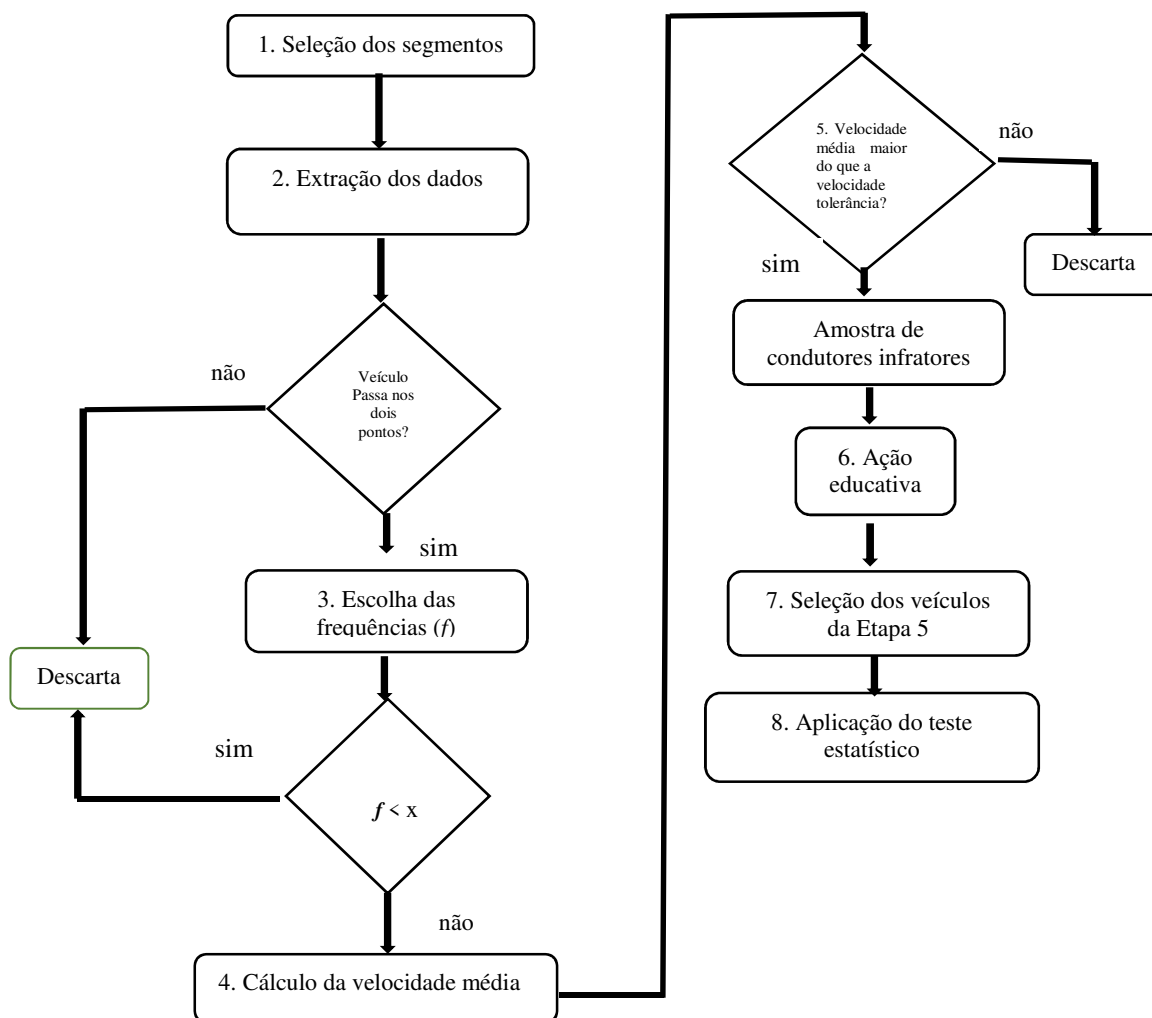 1. Seleção dos segmentos
2. Extração dos dados
não
Veículo
Passa nos
dois
pontos?
sim
3. Escolha das
frequências (f)
Descarta
sim
f < x
não
4. Cálculo da velocidade média
5. Velocidade
média maior
do que a
velocidade
tolerância?
não
sim
Descarta
Amostra de
condutores infratores
6. Ação
educativa
7. Seleção dos veículos
da Etapa 5
8. Aplicação do teste
estatístico